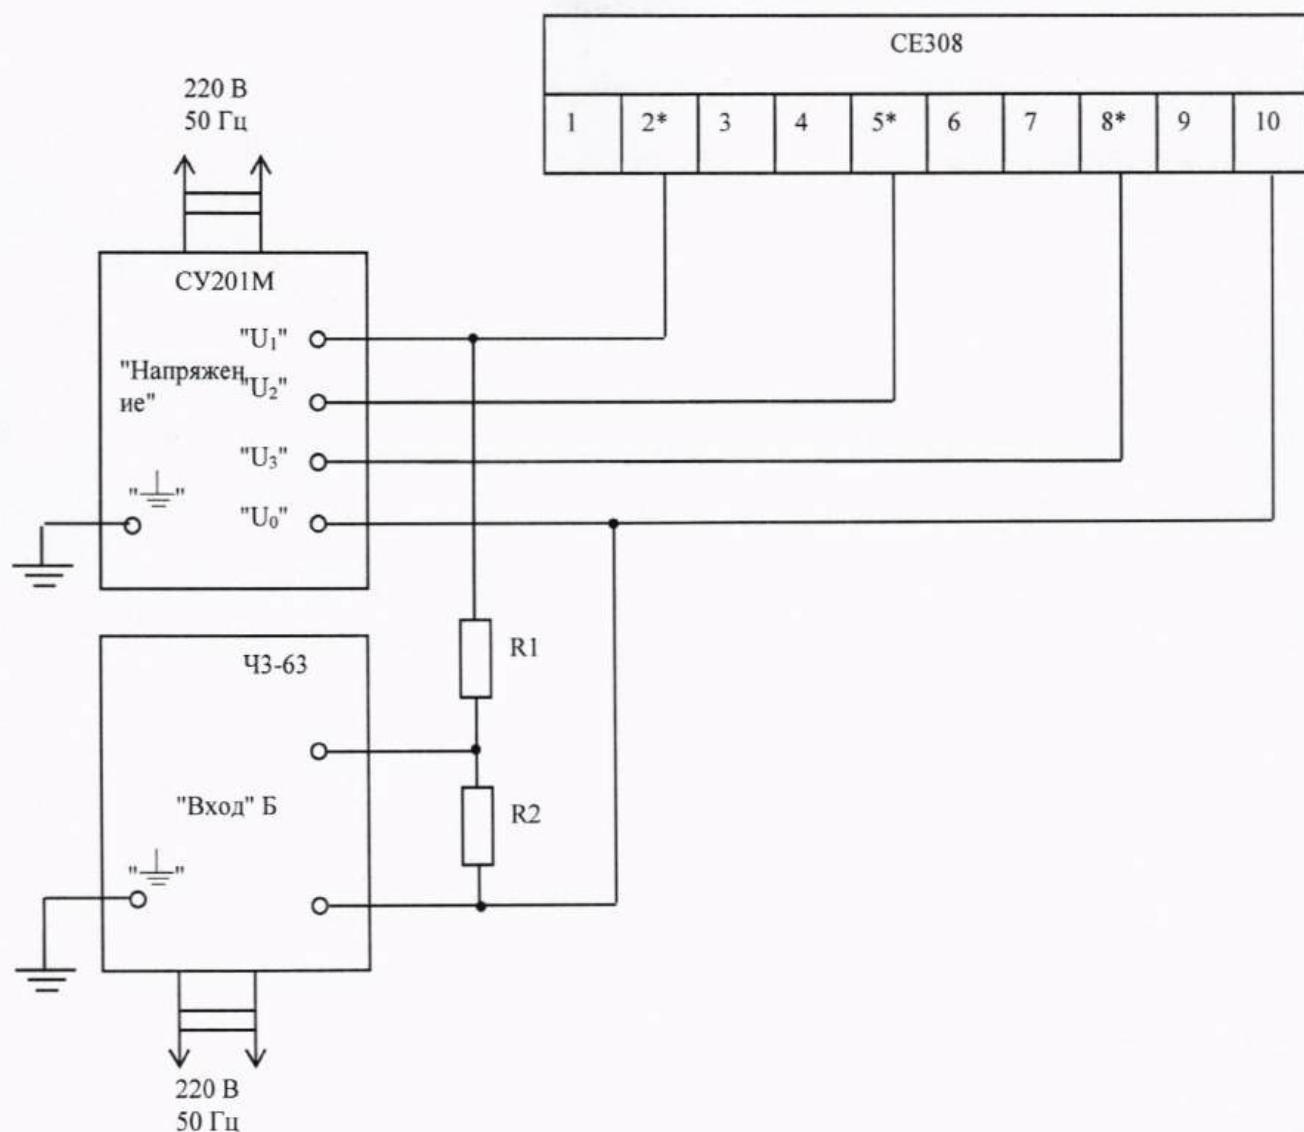 СЕ308
1 2* 3 4 5* 6 7 8* 9 10
220 В
50 Гц
СУ201М
"U₁"
"Напряжен
ие"
"U₂"
"U₃"
"⏚"
"U₀"
R1
Ч3-63
"Вход" Б
R2
"⏚"
220 В
50 Гц